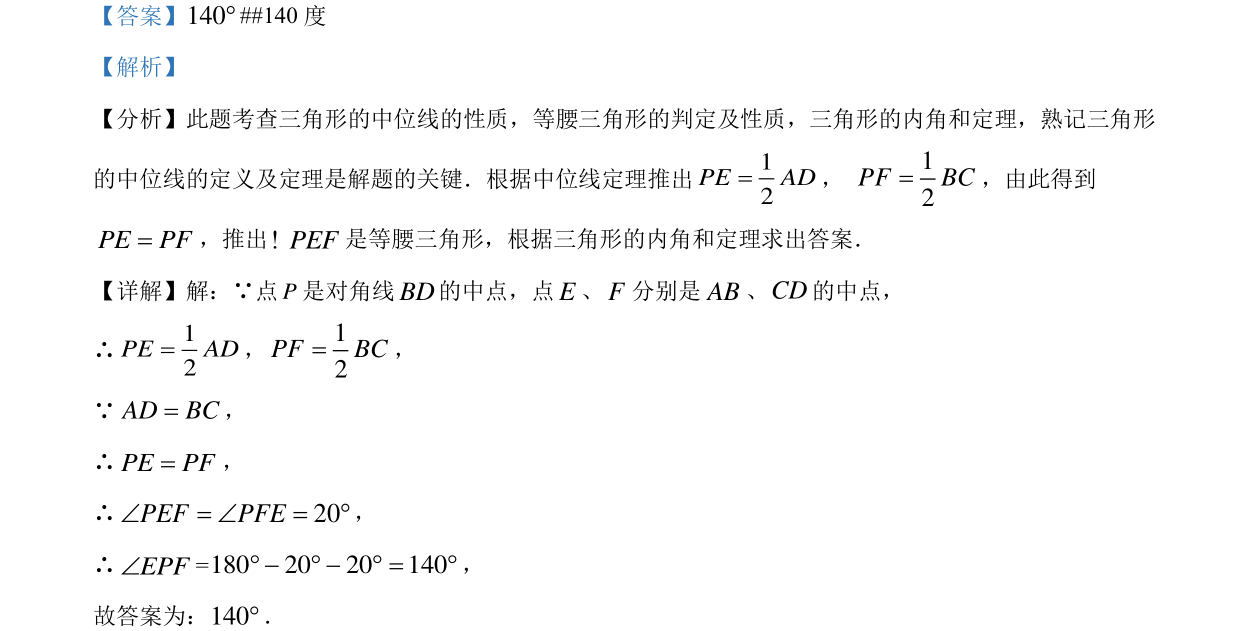 【答案】140°##140 度
【解析】
【分析】此题考查三角形的中位线的性质，等腰三角形的判定及性质，三角形的内角和定理，熟记三角形
的中位线的定义及定理是解题的关键．根据中位线定理推出 PE = 1/2 AD， PF = 1/2 BC，由此得到
PE = PF，推出! PEF 是等腰三角形，根据三角形的内角和定理求出答案．
【详解】解：∵点 P 是对角线 BD 的中点，点 E、F 分别是 AB、CD 的中点，
∴ PE = 1/2 AD，PF = 1/2 BC，
∵ AD = BC，
∴ PE = PF，
∴ ∠PEF = ∠PFE = 20°，
∴ ∠EPF =180° − 20° − 20° = 140°，
故答案为：140°．